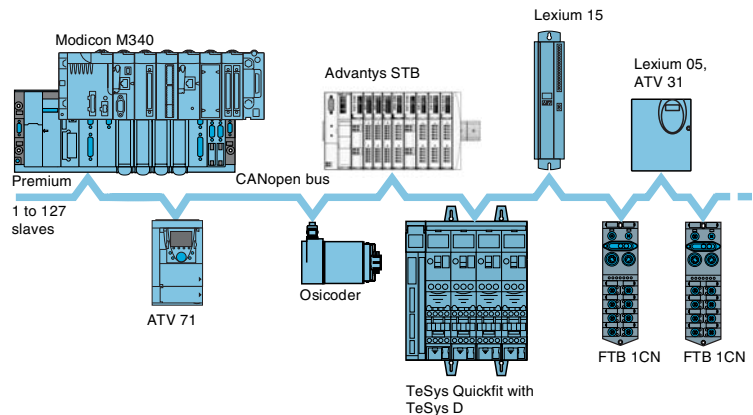 Modicon M340
Lexium 15
Advantys STB
Lexium 05,
ATV 31
Premium
CANopen bus
1 to 127
slaves
ATV 71
Osicoder
FTB 1CN
FTB 1CN
TeSys Quickfit with
TeSys D